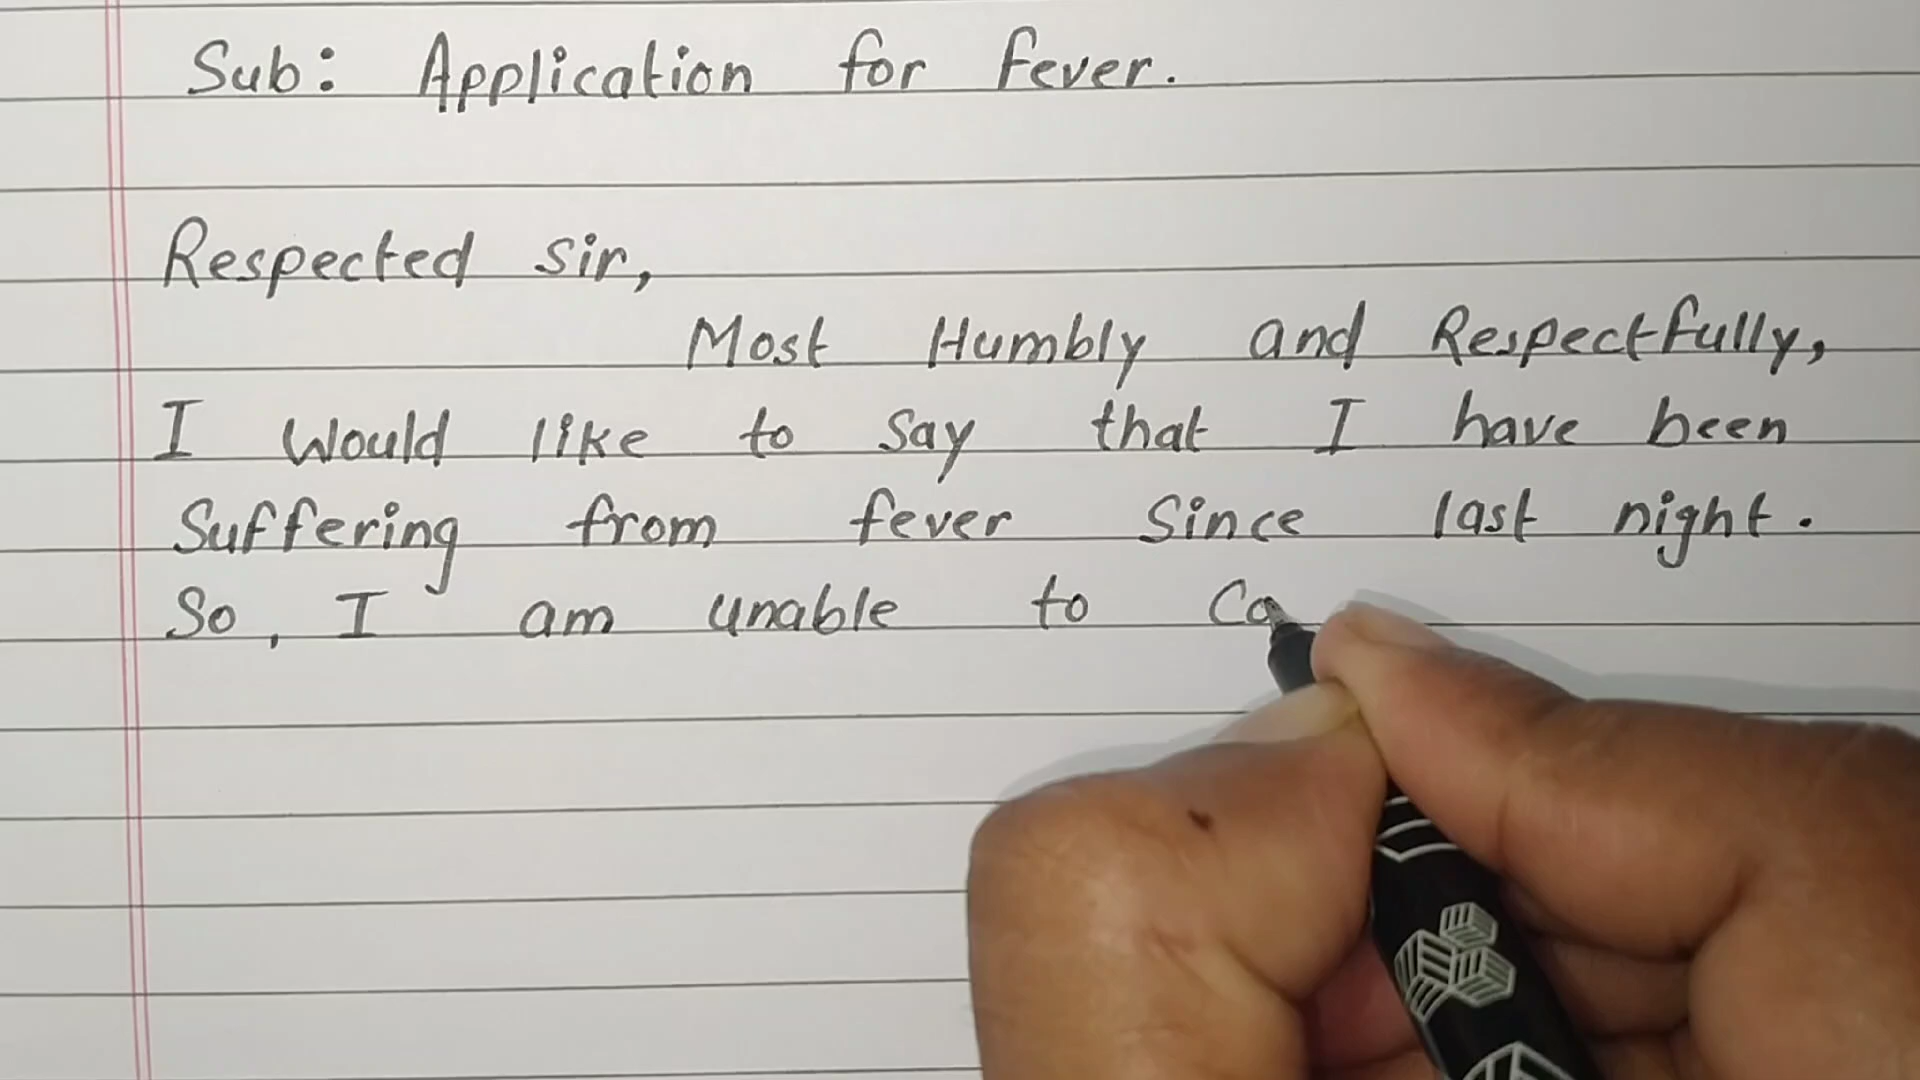 Sub: Application for fever.
Respected Sir,
Most Humbly and Respectfully,
I would like to say that I have been
Suffering from fever Since last night.
So, I am unable to